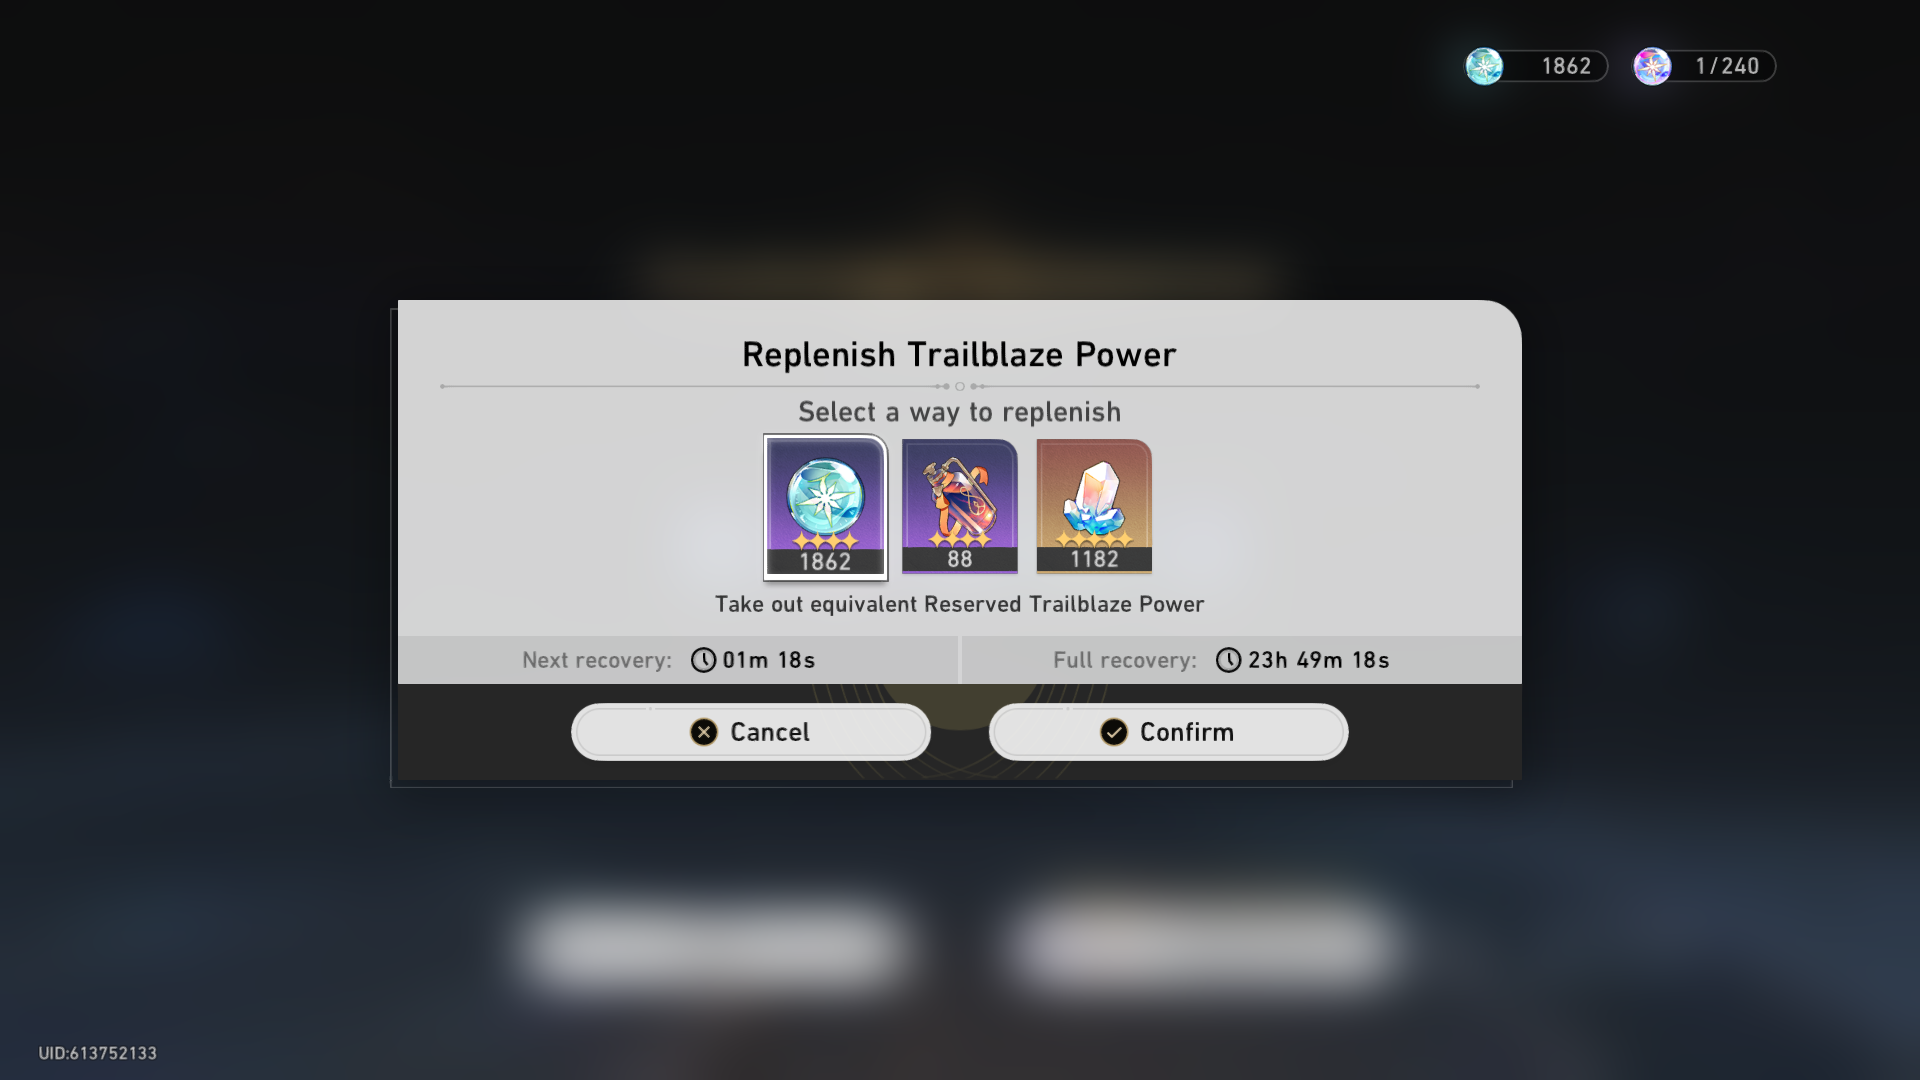 1862
1/240
Replenish Trailblaze Power
Select a way to replenish
1862
88
1182
Take out equivalent Reserved Trailblaze Power
Next recovery: 01m 18s
Full recovery: 23h 49m 18s
Cancel
Confirm
UID:613752133